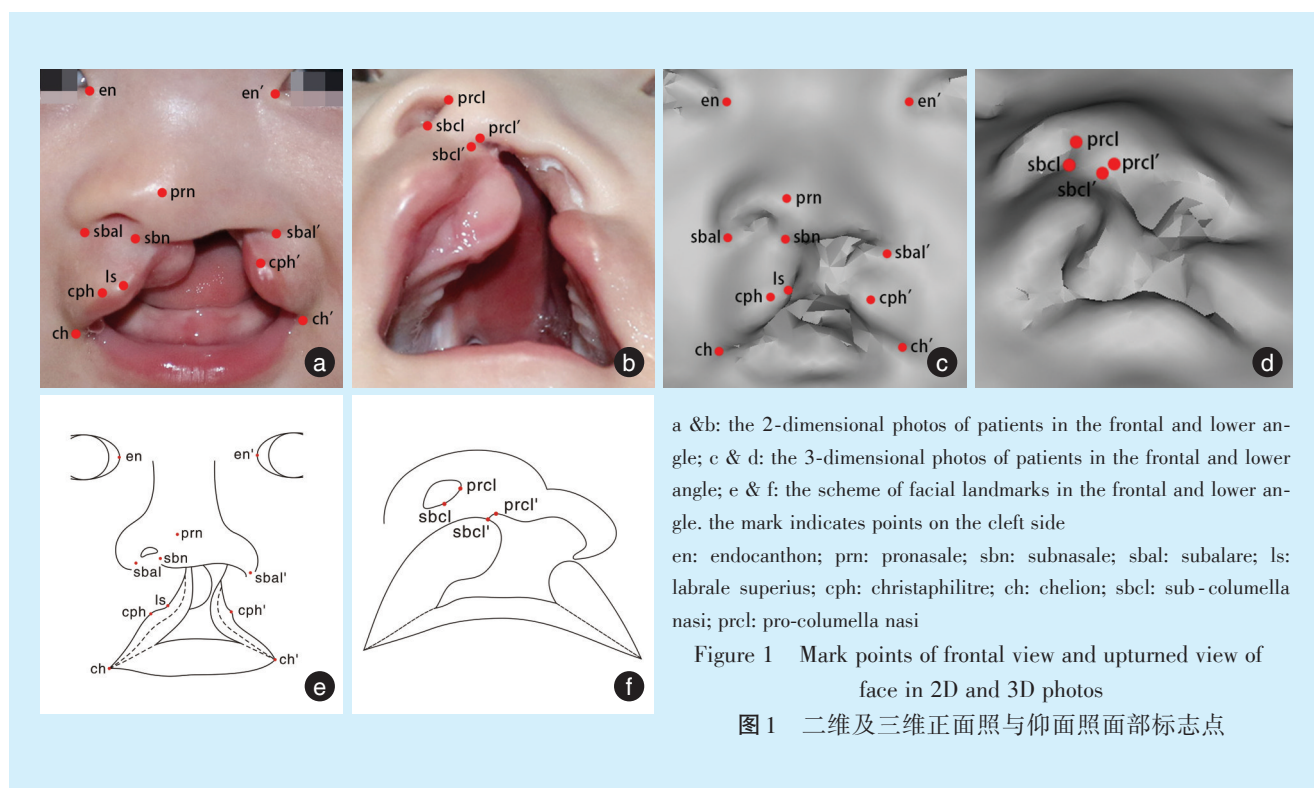 en
en′
prn
sbal
sbn
sbal′
cph′
ls
cph
ch
ch′
a
prcl
sbcl
prcl′
sbcl′
b
en
en′
prn
sbal
sbn
sbal′
ls
cph
cph′
ch
ch′
c
prcl
sbcl
prcl′
sbcl′
d
en
en'
prn
sbn
sbal
sbal'
ls
cph
cph'
ch
ch'
e
prcl
sbcl
prcl'
sbcl'
f
a &b: the 2-dimensional photos of patients in the frontal and lower an-
gle; c & d: the 3-dimensional photos of patients in the frontal and lower
angle; e & f: the scheme of facial landmarks in the frontal and lower an-
gle. the mark indicates points on the cleft side
en: endocanthon; prn: pronasale; sbn: subnasale; sbal: subalare; ls:
labrale superius; cph: christaphilitre; ch: chelion; sbcl: sub-columella
nasi; prcl: pro-columella nasi
Figure 1 Mark points of frontal view and upturned view of
face in 2D and 3D photos
图1 二维及三维正面照与仰面照面部标志点